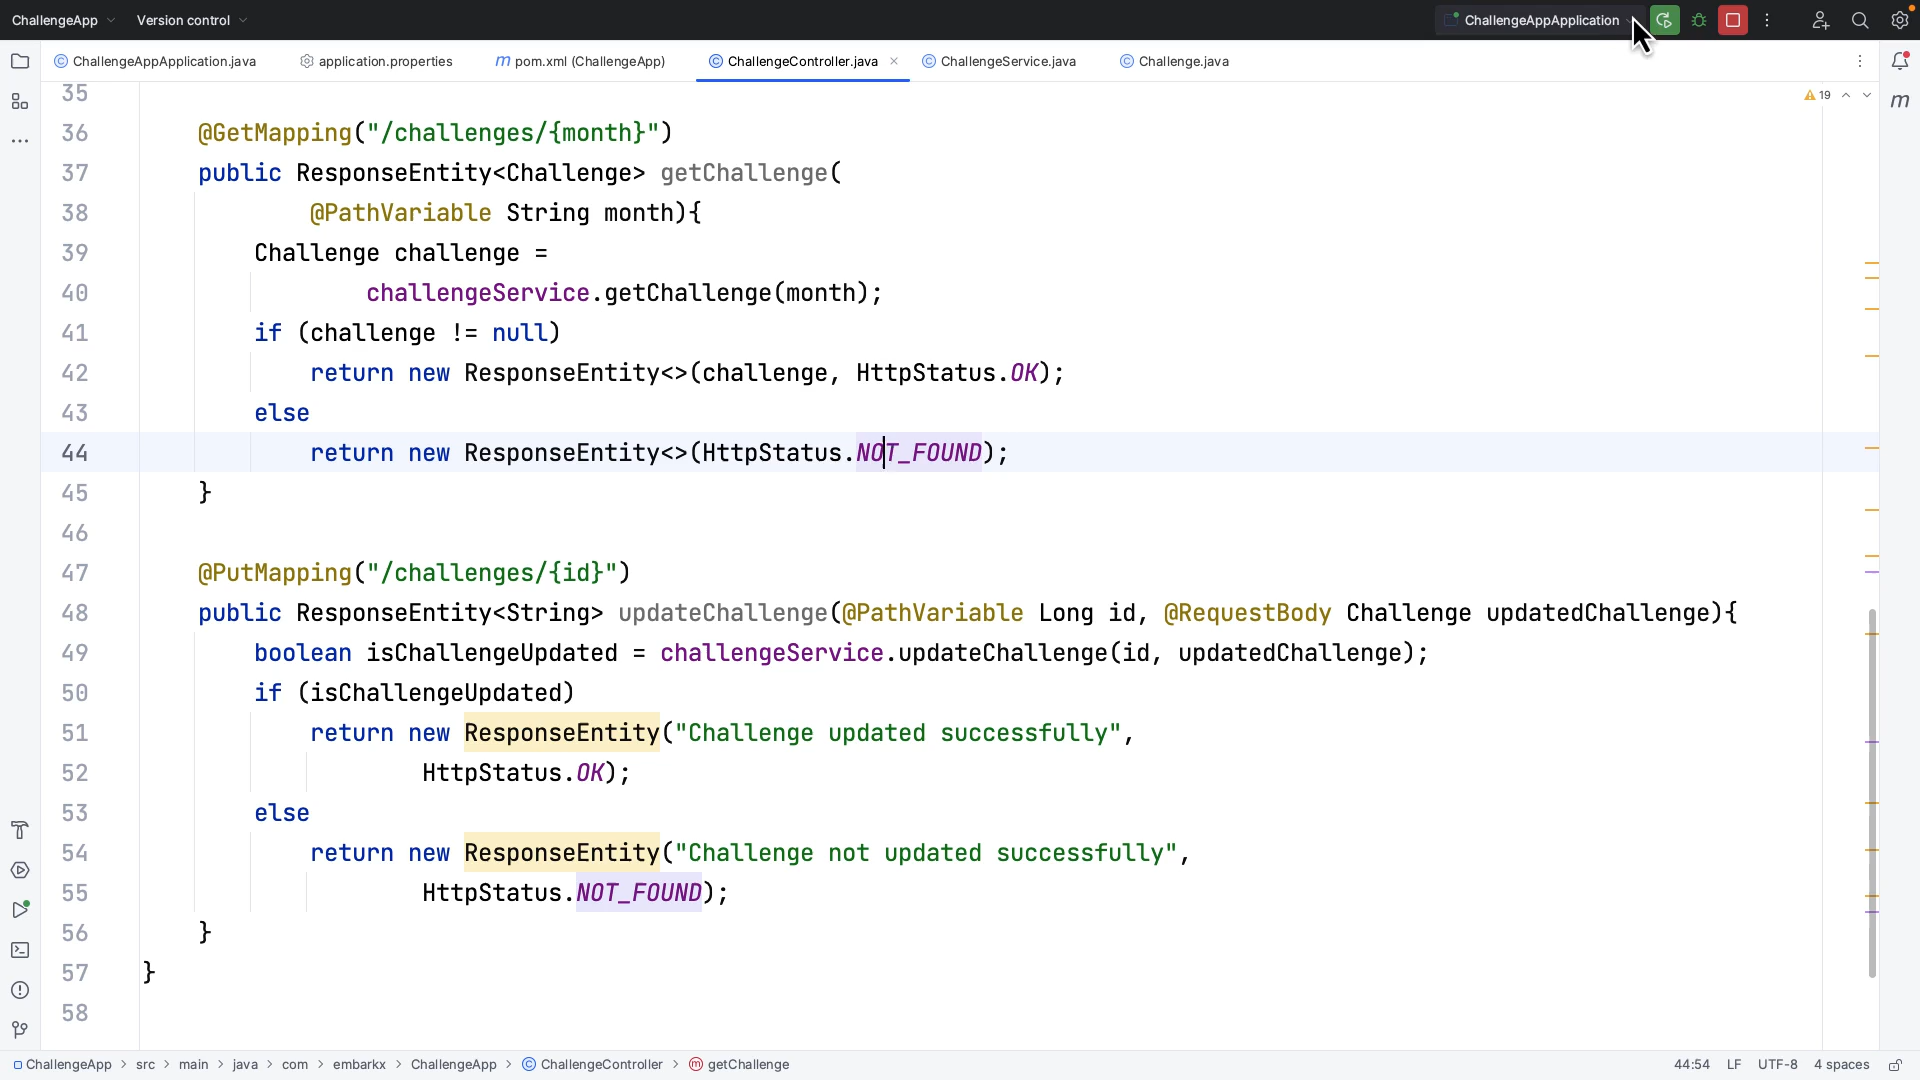 ChallengeApp Version control ChallengeAppApplication
ChallengeAppApplication.java application.properties m pom.xml (ChallengeApp) ChallengeController.java ChallengeService.java Challenge.java
35
19
m
36 @GetMapping("/challenges/{month}")
37 public ResponseEntity<Challenge> getChallenge(
38 @PathVariable String month){
39 Challenge challenge =
40 challengeService.getChallenge(month);
41 if (challenge != null)
42 return new ResponseEntity<>(challenge, HttpStatus.OK);
43 else
44 return new ResponseEntity<>(HttpStatus.NOT_FOUND);
45 }
46
47 @PutMapping("/challenges/{id}")
48 public ResponseEntity<String> updateChallenge(@PathVariable Long id, @RequestBody Challenge updatedChallenge){
49 boolean isChallengeUpdated = challengeService.updateChallenge(id, updatedChallenge);
50 if (isChallengeUpdated)
51 return new ResponseEntity("Challenge updated successfully",
52 HttpStatus.OK);
53 else
54 return new ResponseEntity("Challenge not updated successfully",
55 HttpStatus.NOT_FOUND);
56 }
57 }
58
ChallengeApp > src > main > java > com > embarkx > ChallengeApp > ChallengeController > getChallenge 44:54 LF UTF-8 4 spaces